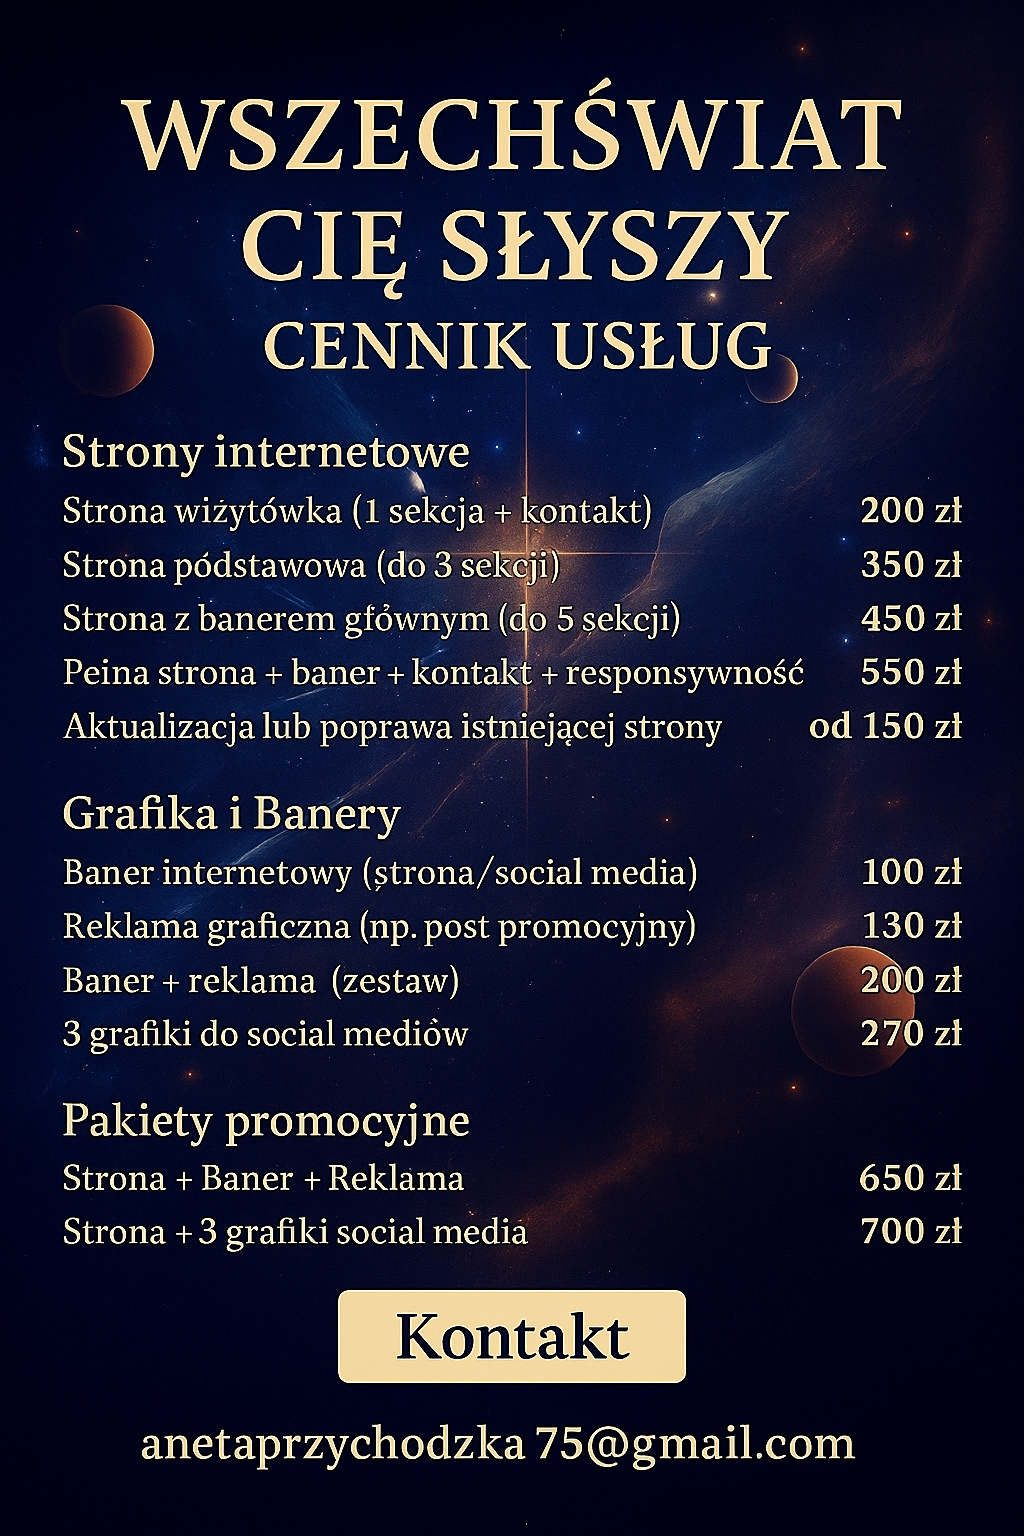 WSZECHŚWIAT
CIĘ SŁYSZY
CENNIK USŁUG
Strony internetowe
Strona wiżytówka (1 sekcja + kontakt) 200 zł
Strona pódstawowa (do 3 sekcji) 350 zł
Strona z banerem głównym (do 5 sekcji) 450 zł
Peina strona + baner + kontakt + responsywność 550 zł
Aktualizacja lub poprawa istniejącej strony od 150 zł
Grafika i Banery
Baner internetowy (strona/social media) 100 zł
Reklama graficzna (np. post promocyjny) 130 zł
Baner + reklama (zestaw) 200 zł
3 grafiki do social mediów 270 zł
Pakiety promocyjne
Strona + Baner + Reklama 650 zł
Strona + 3 grafiki social media 700 zł
Kontakt
anetaprzychodzka 75@gmail.com